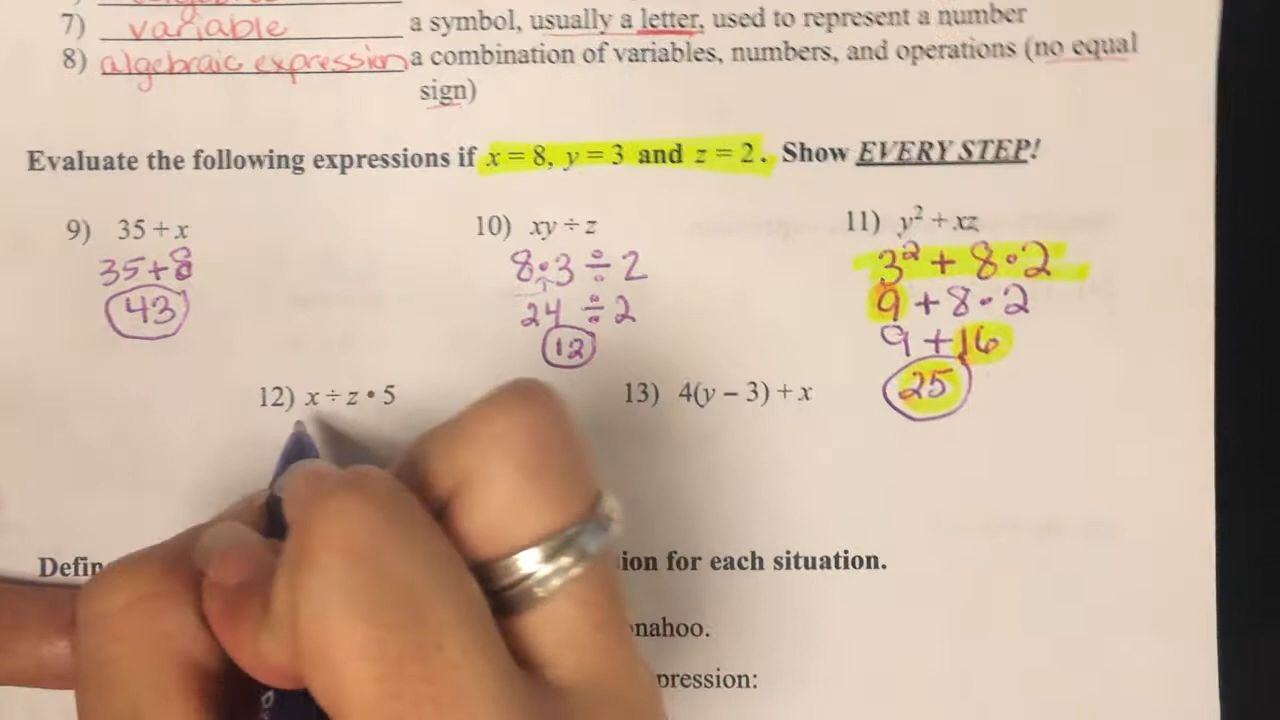 7) variable a symbol, usually a letter, used to represent a number
8) algebraic expression a combination of variables, numbers, and operations (no equal
sign)
Evaluate the following expressions if x = 8, y = 3 and z = 2. Show EVERY STEP!
9) 35 + x
35+8
43
10) xy ÷ z
8•3 ÷ 2
24 ÷ 2
12
11) y² + xz
3² + 8•2
9 + 8•2
9 + 16
25
12) x ÷ z • 5
13) 4(y – 3) + x
for each situation.